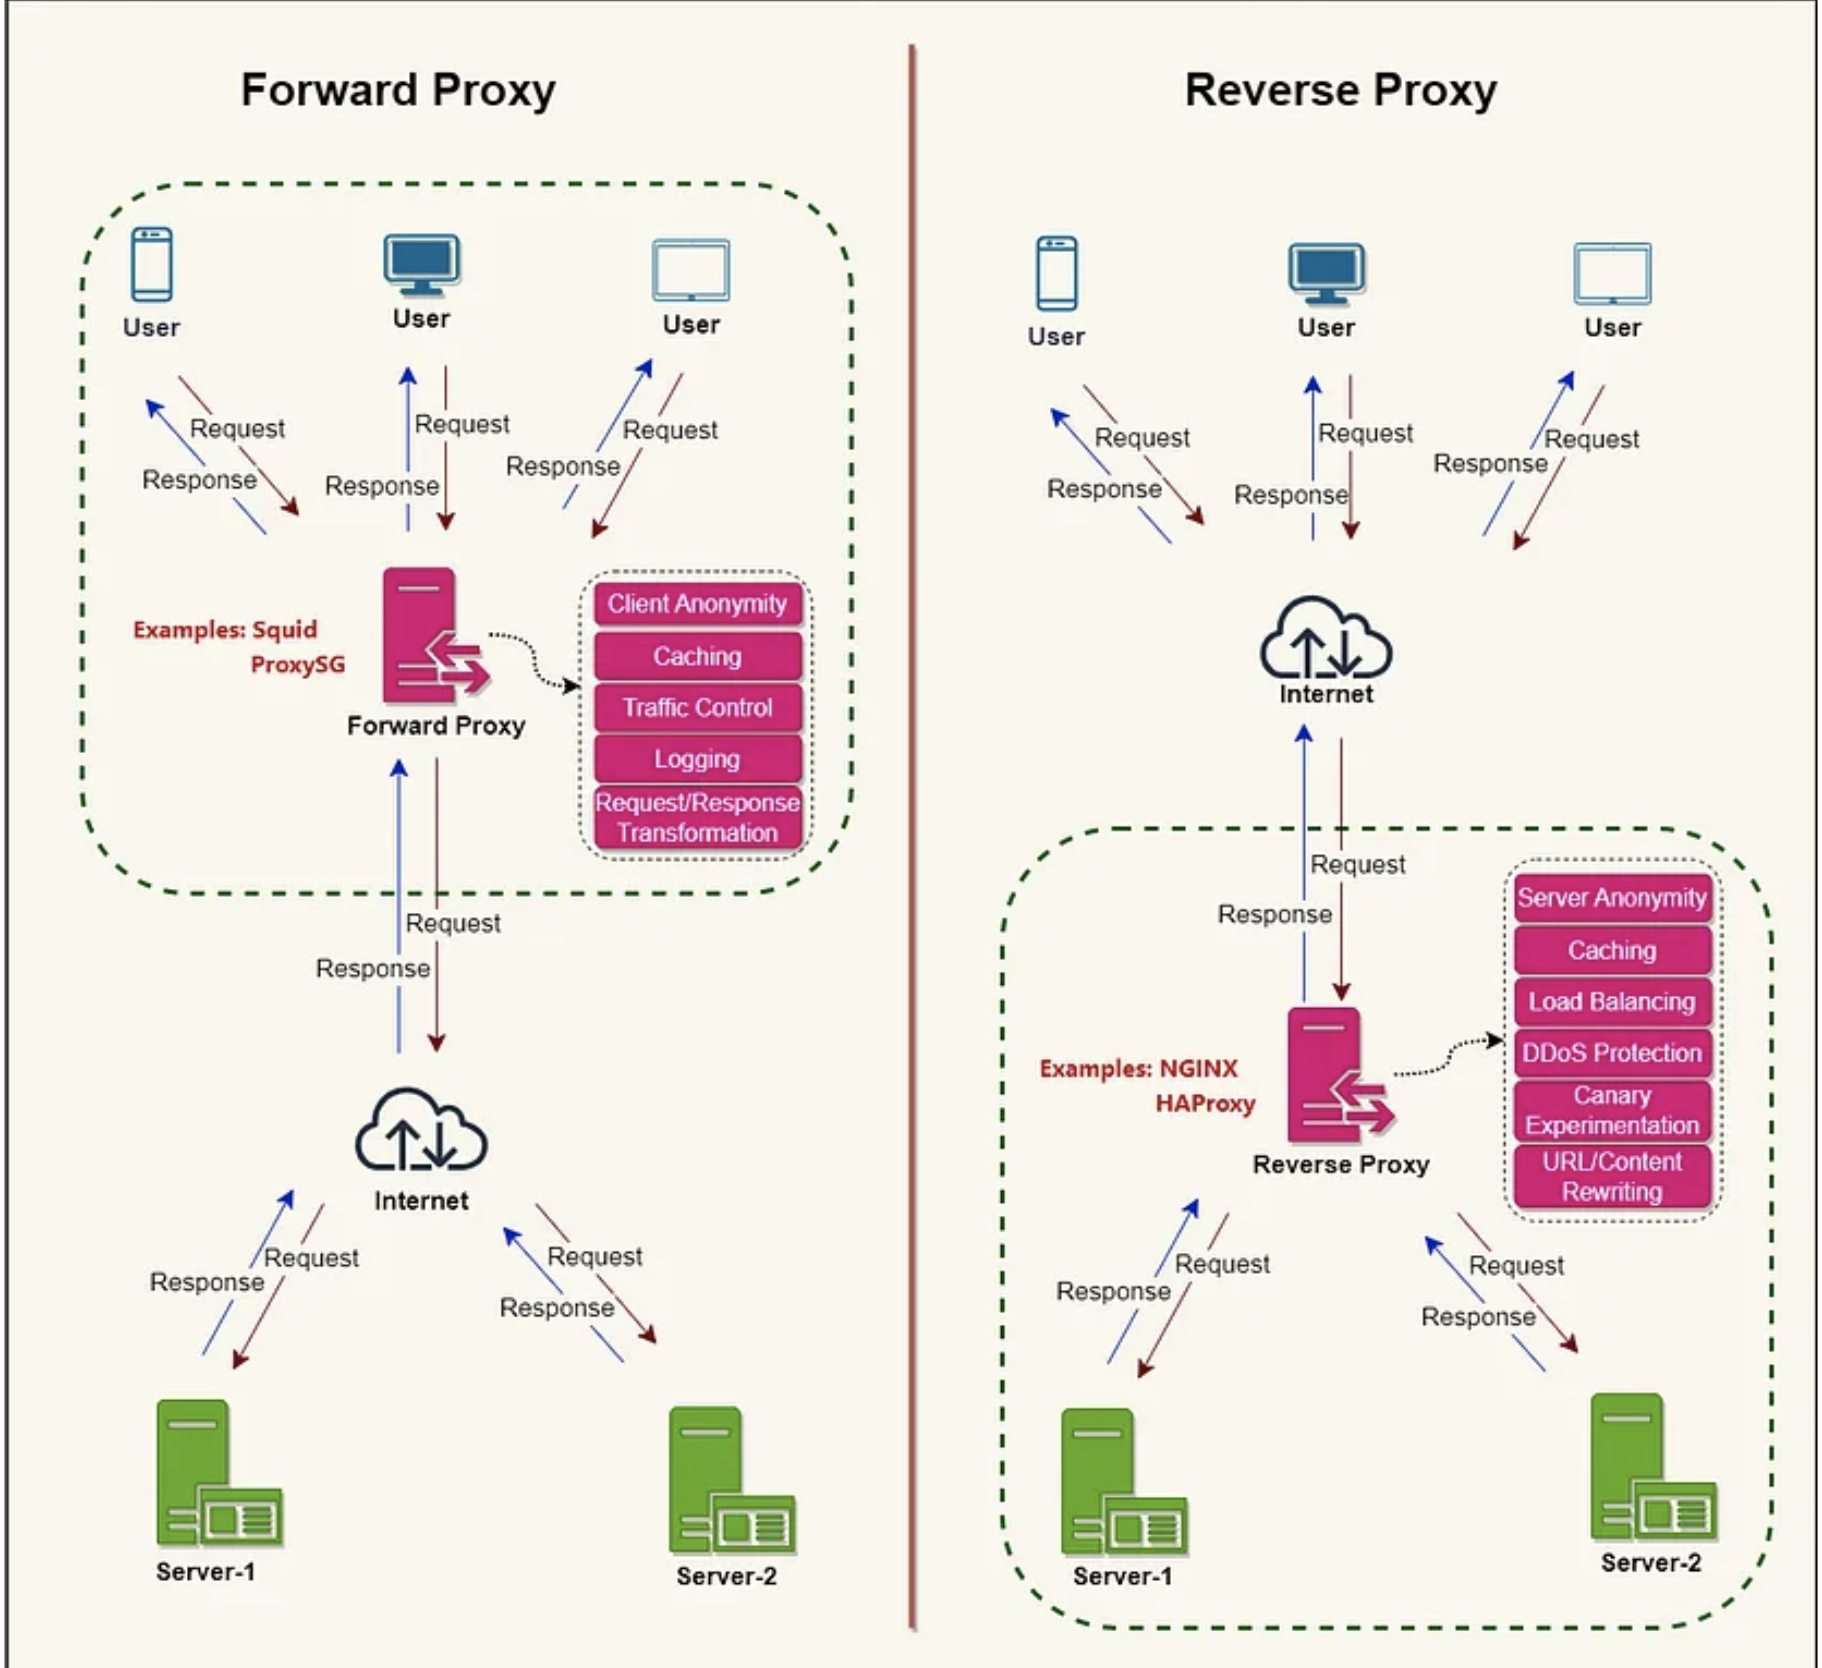 Forward Proxy
User
User
User
Request
Response
Request
Response
Request
Response
Examples: Squid
ProxySG
Forward Proxy
Client Anonymity
Caching
Traffic Control
Logging
Request/Response
Transformation
Request
Response
Internet
Request
Response
Request
Response
Server-1
Server-2
Reverse Proxy
User
User
User
Request
Response
Request
Response
Request
Response
Internet
Request
Response
Examples: NGINX
HAProxy
Reverse Proxy
Server Anonymity
Caching
Load Balancing
DDoS Protection
Canary
Experimentation
URL/Content
Rewriting
Request
Response
Request
Response
Server-1
Server-2